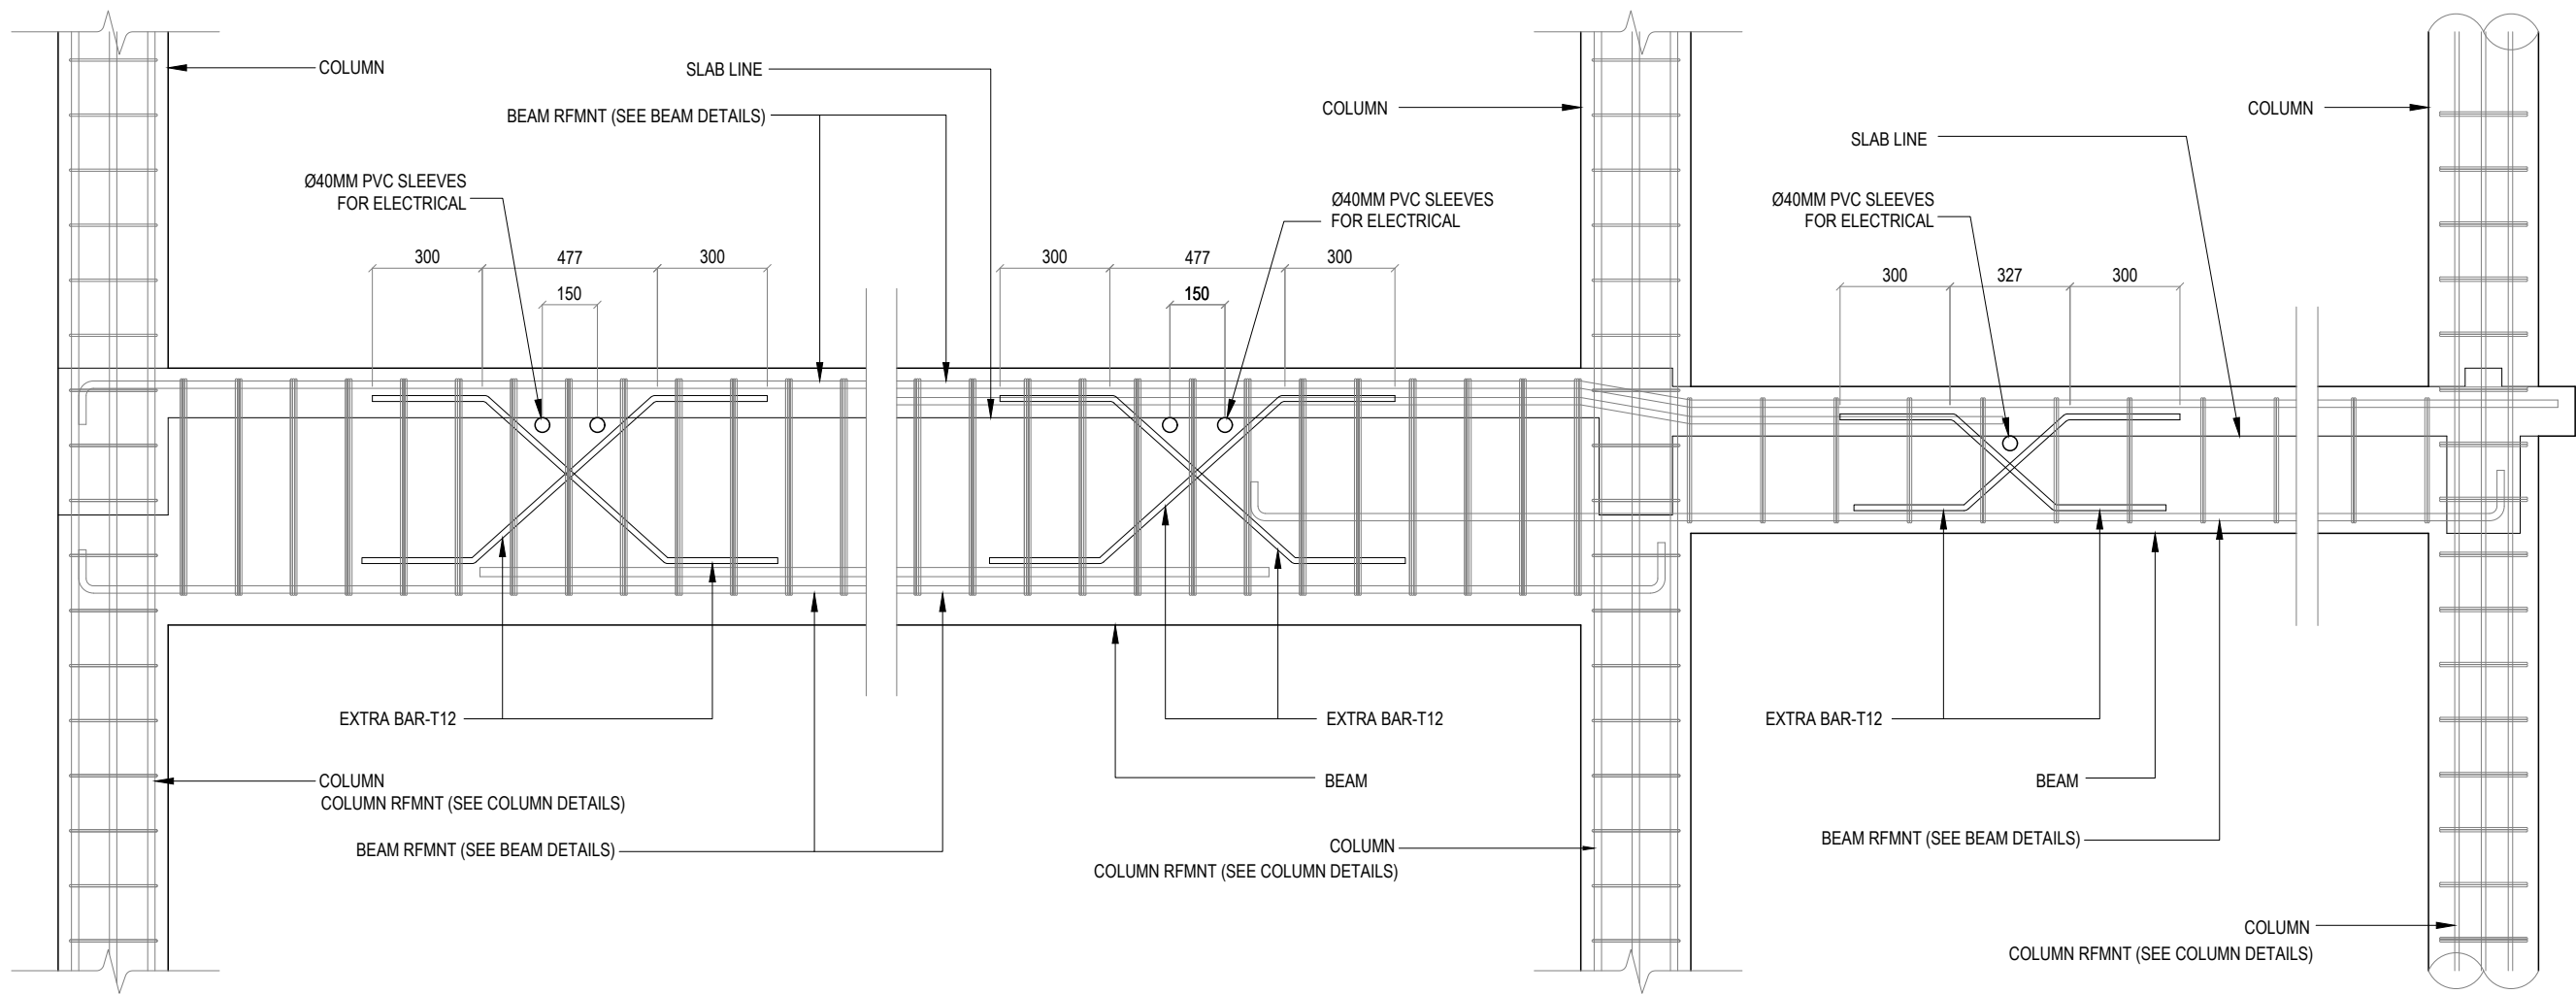 COLUMN
SLAB LINE
BEAM RFMNT (SEE BEAM DETAILS)
COLUMN
COLUMN
SLAB LINE
Ø40MM PVC SLEEVES
FOR ELECTRICAL
Ø40MM PVC SLEEVES
FOR ELECTRICAL
Ø40MM PVC SLEEVES
FOR ELECTRICAL
300
477
300
300
477
300
300
327
300
150
150
EXTRA BAR-T12
EXTRA BAR-T12
EXTRA BAR-T12
COLUMN
COLUMN RFMNT (SEE COLUMN DETAILS)
BEAM
BEAM
BEAM RFMNT (SEE BEAM DETAILS)
COLUMN
COLUMN RFMNT (SEE COLUMN DETAILS)
BEAM RFMNT (SEE BEAM DETAILS)
COLUMN
COLUMN RFMNT (SEE COLUMN DETAILS)